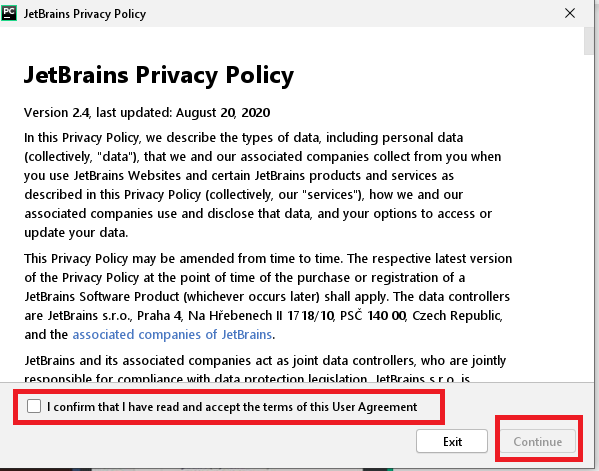 PC JetBrains Privacy Policy
JetBrains Privacy Policy
Version 2.4, last updated: August 20, 2020
In this Privacy Policy, we describe the types of data, including personal data
(collectively, "data"), that we and our associated companies collect from you when
you use JetBrains Websites and certain JetBrains products and services as
described in this Privacy Policy (collectively, our "services"), how we and our
associated companies use and disclose that data, and your options to access or
update your data.
This Privacy Policy may be amended from time to time. The respective latest version
of the Privacy Policy at the point of time of the purchase or registration of a
JetBrains Software Product (whichever occurs later) shall apply. The data controllers
are JetBrains s.r.o., Praha 4, Na Hřebenech II 1718/10, PSČ 140 00, Czech Republic,
and the associated companies of JetBrains.
JetBrains and its associated companies act as joint data controllers, who are jointly
responsible for compliance with data protection legislation. JetBrains s.r.o. is
I confirm that I have read and accept the terms of this User Agreement
Exit Continue